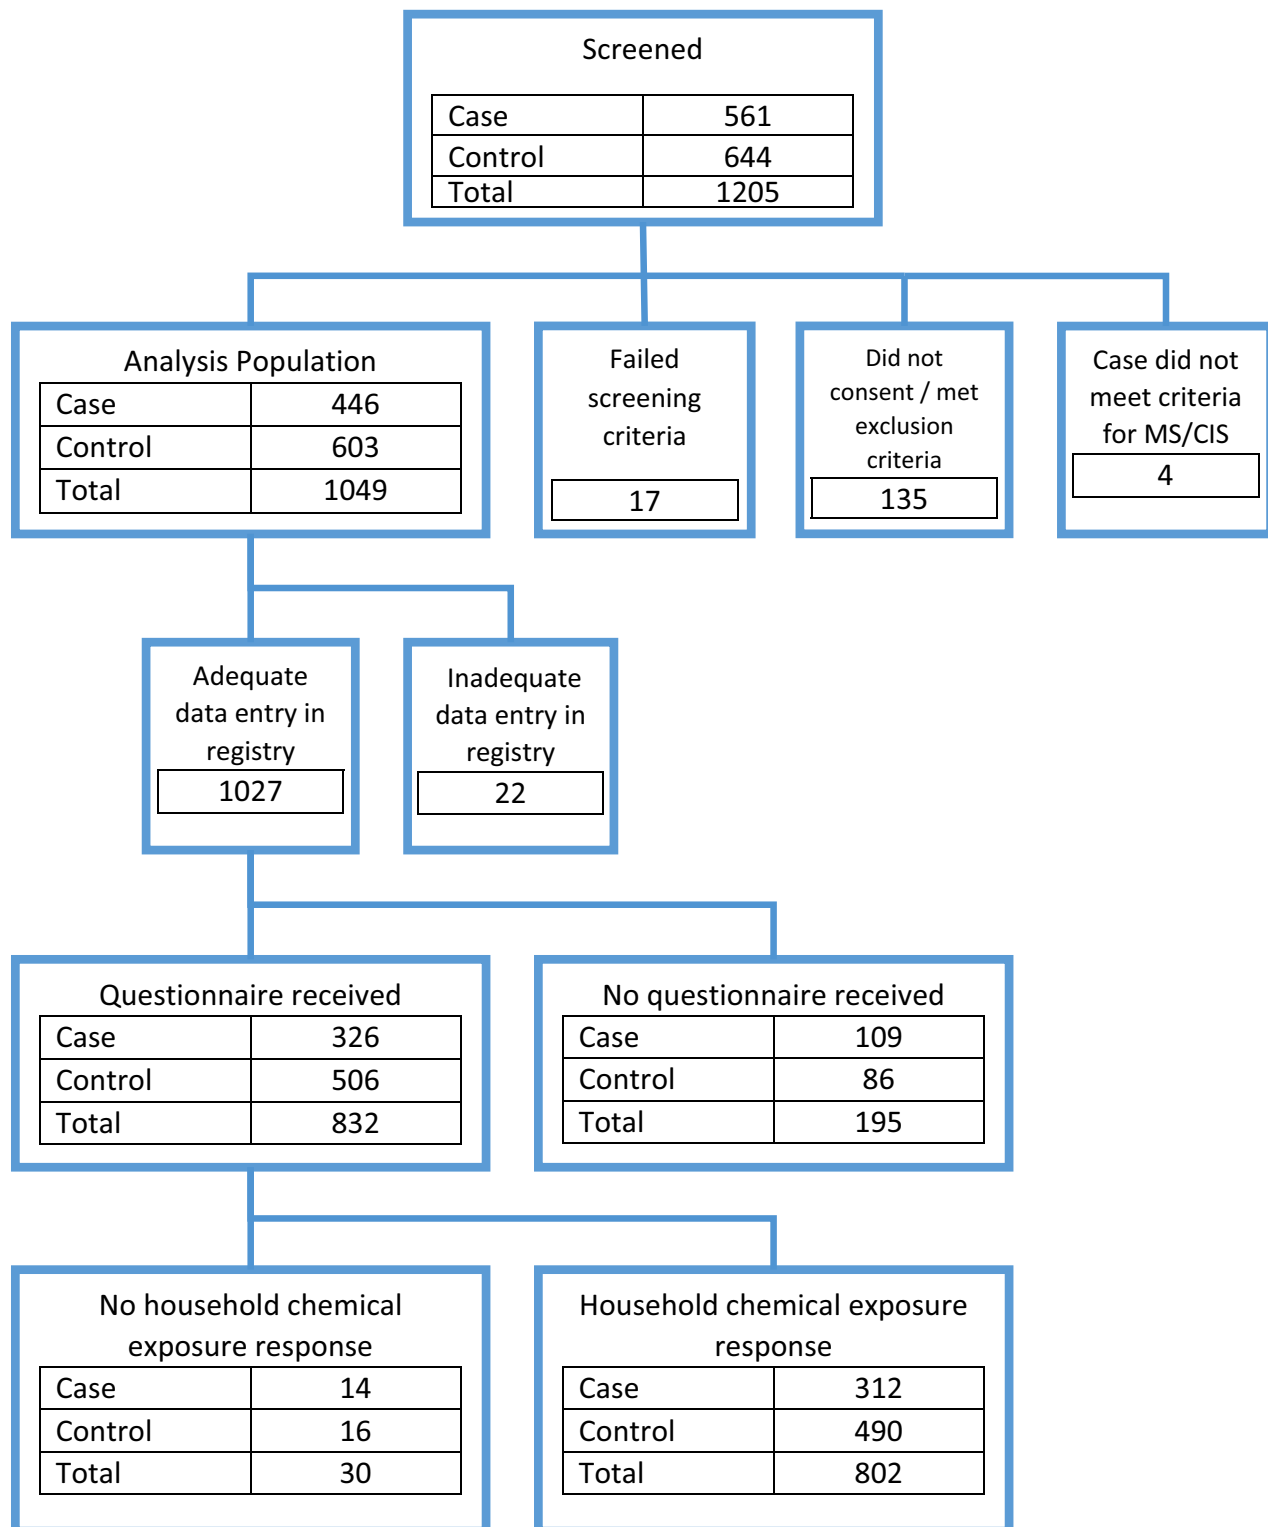 Screened
Case 561
Control 644
Total 1205
Analysis Population
Case 446
Control 603
Total 1049
Failed
screening
criteria
17
Did not
consent / met
exclusion
criteria
135
Case did not
meet criteria
for MS/CIS
4
Adequate
data entry in
registry
1027
Inadequate
data entry in
registry
22
Questionnaire received
Case 326
Control 506
Total 832
No questionnaire received
Case 109
Control 86
Total 195
No household chemical
exposure response
Case 14
Control 16
Total 30
Household chemical exposure
response
Case 312
Control 490
Total 802